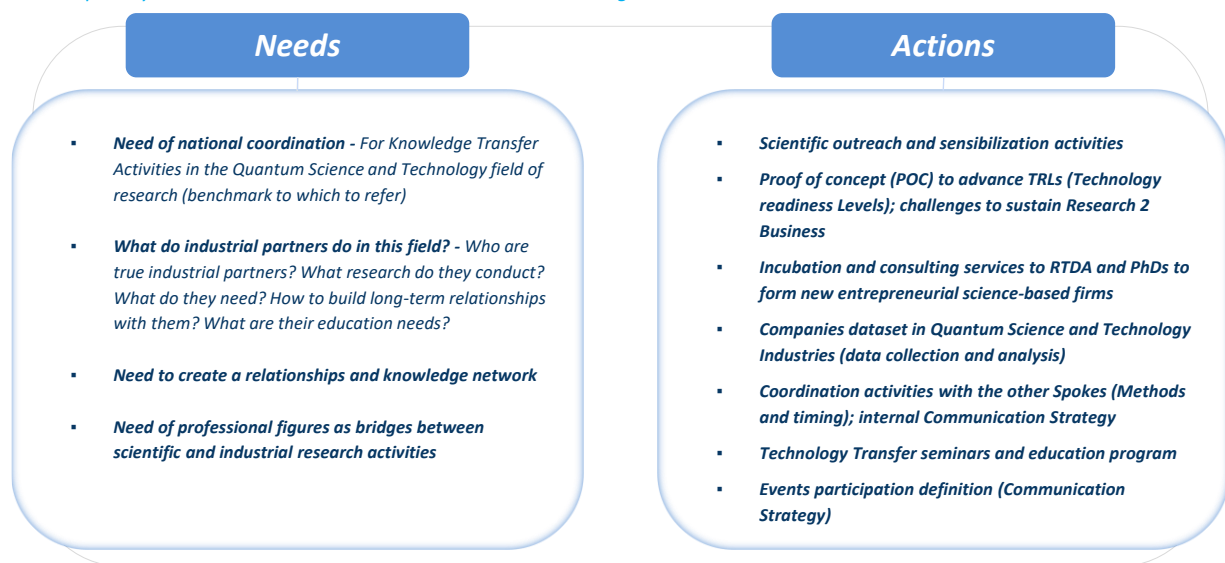 Needs
▪ Need of national coordination - For Knowledge Transfer
Activities in the Quantum Science and Technology field of
research (benchmark to which to refer)
▪ What do industrial partners do in this field? - Who are
true industrial partners? What research do they conduct?
What do they need? How to build long-term relationships
with them? What are their education needs?
▪ Need to create a relationships and knowledge network
▪ Need of professional figures as bridges between
scientific and industrial research activities
Actions
▪ Scientific outreach and sensibilization activities
▪ Proof of concept (POC) to advance TRLs (Technology
readiness Levels); challenges to sustain Research 2
Business
▪ Incubation and consulting services to RTDA and PhDs to
form new entrepreneurial science-based firms
▪ Companies dataset in Quantum Science and Technology
Industries (data collection and analysis)
▪ Coordination activities with the other Spokes (Methods
and timing); internal Communication Strategy
▪ Technology Transfer seminars and education program
▪ Events participation definition (Communication
Strategy)